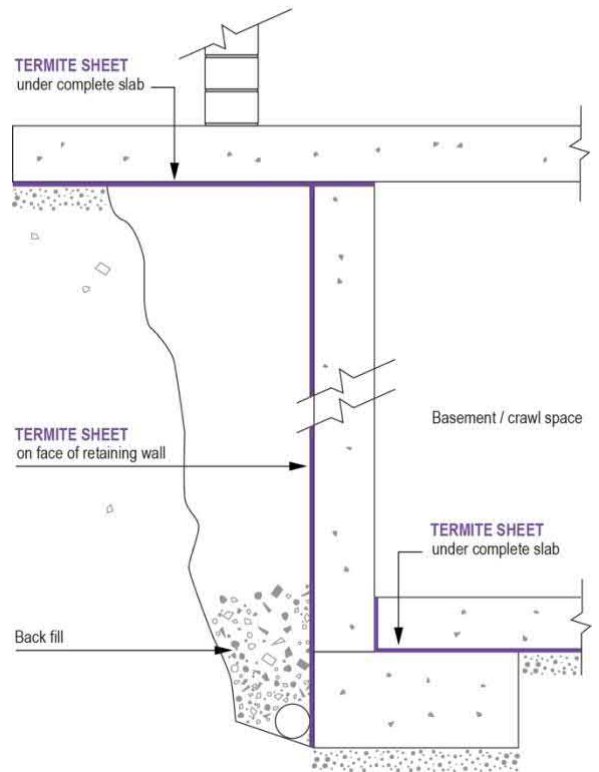 TERMITE SHEET
under complete slab
TERMITE SHEET
on face of retaining wall
Basement / crawl space
TERMITE SHEET
under complete slab
Back fill